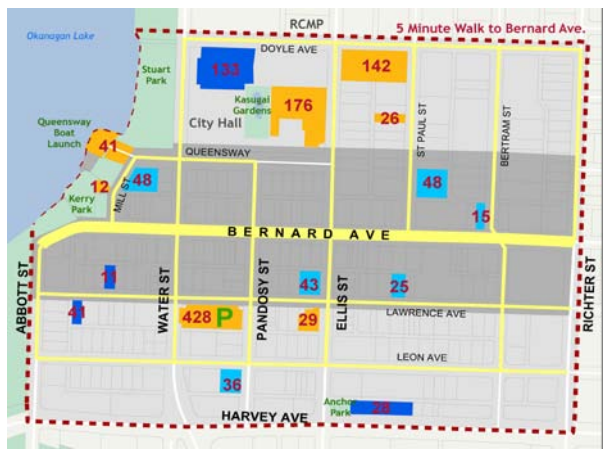 RCMP
5 Minute Walk to Bernard Ave.
Okanagan Lake
DOYLE AVE
Stuart
Park
133
142
Kasugai
Gardens
176
26
City Hall
ST PAUL ST
BERTRAM ST
Queensway
Boat
Launch
41
QUEENSWAY
12
Kerry
Park
MILL ST
48
48
15
BERNARD AVE
ABBOTT ST
WATER ST
PANDOSY ST
ELLIS ST
RICHTER ST
11
43
25
41
428 P
29
LAWRENCE AVE
LEON AVE
36
Anchor
Park
28
HARVEY AVE